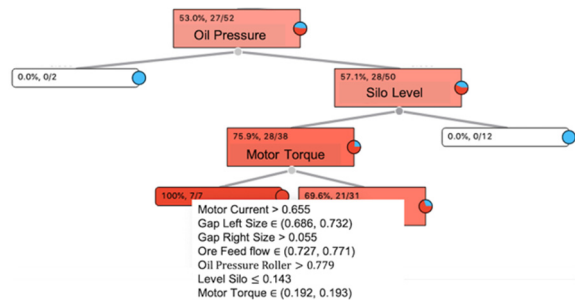 53.0%, 27/52
Oil Pressure
0.0%, 0/2
57.1%, 28/50
Silo Level
75.9%, 28/38
Motor Torque
0.0%, 0/12
100%, 7/7
69.6%, 21/31
Motor Current > 0.655
Gap Left Size ∈ (0.686, 0.732)
Gap Right Size > 0.055
Ore Feed flow ∈ (0.727, 0.771)
Oil Pressure Roller > 0.779
Level Silo ≤ 0.143
Motor Torque ∈ (0.192, 0.193)